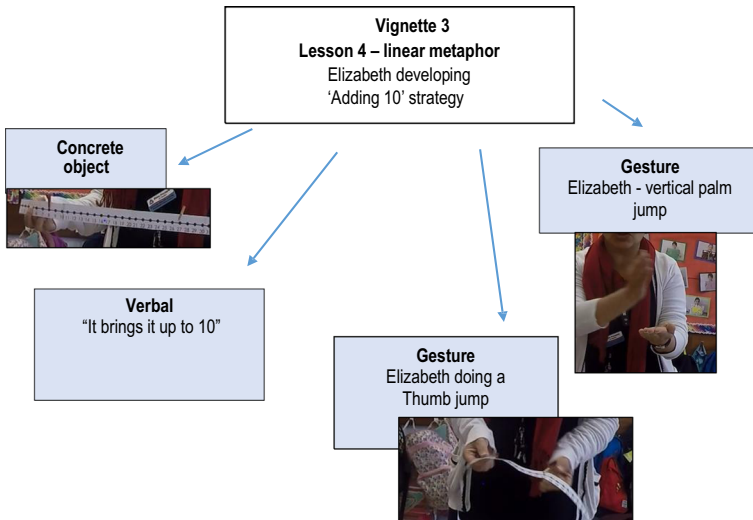 Vignette 3
Lesson 4 – linear metaphor
Elizabeth developing
'Adding 10' strategy
Concrete
object
Gesture
Elizabeth - vertical palm
jump
Verbal
“It brings it up to 10”
Gesture
Elizabeth doing a
Thumb jump